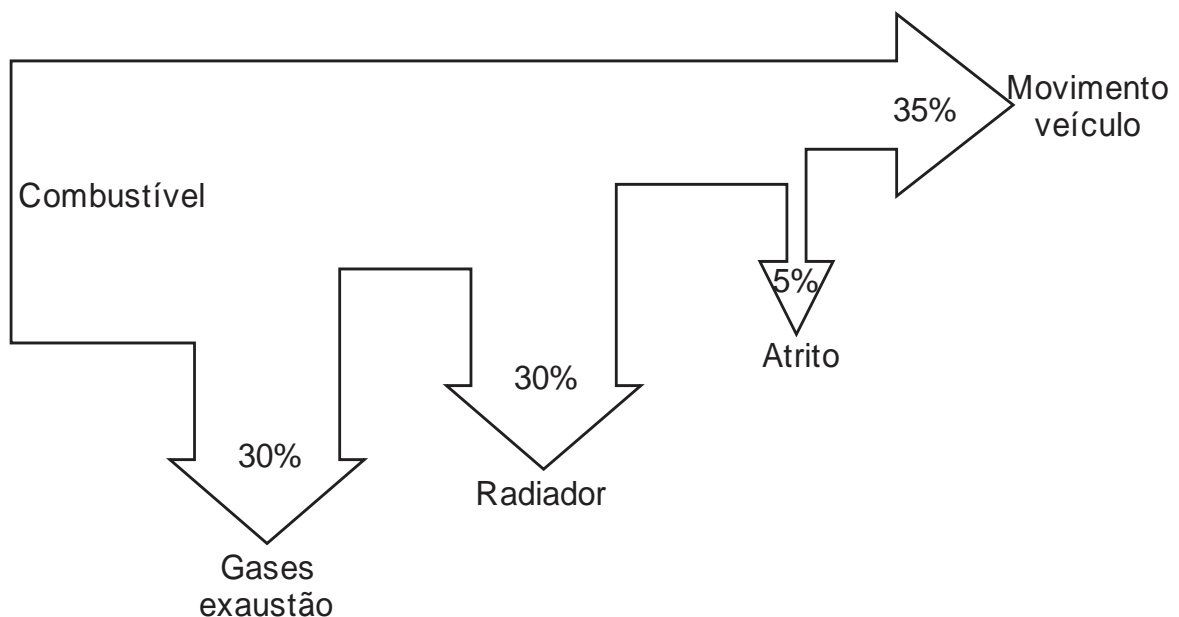 Movimento
veículo
35%
Combustível
5%
Atrito
30%
Radiador
30%
Gases
exaustão